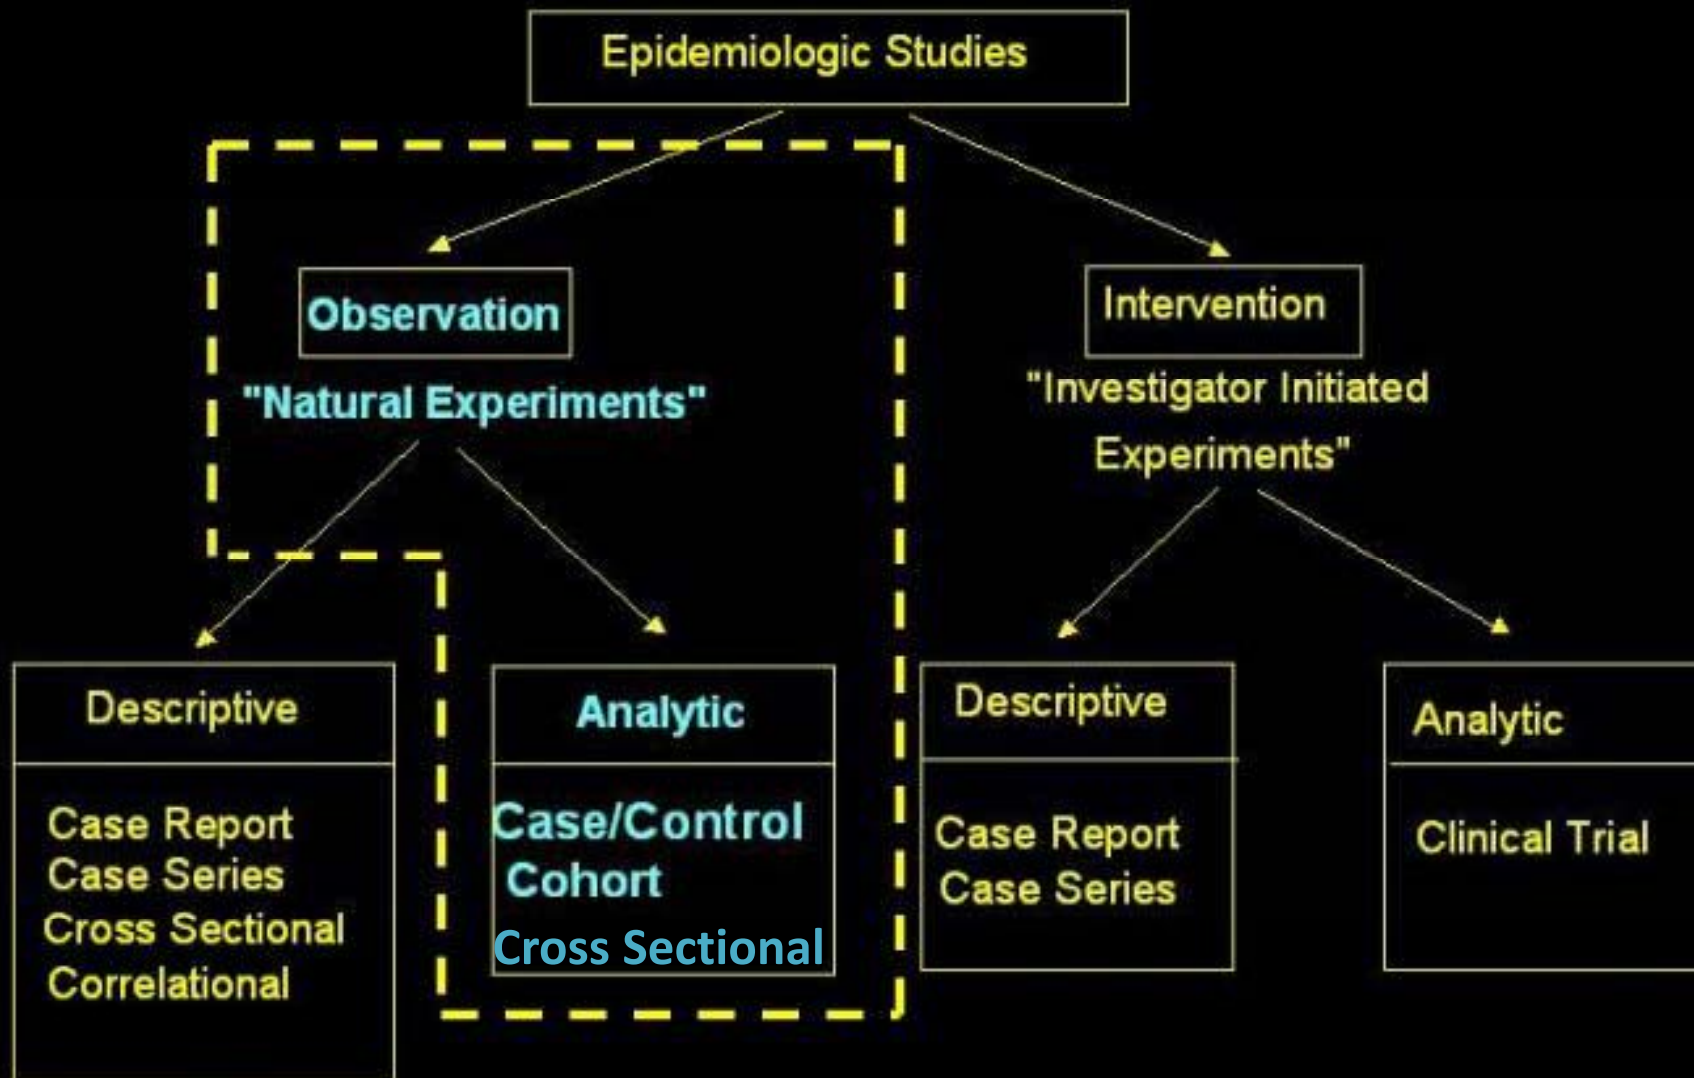 Epidemiologic Studies
Observation
"Natural Experiments"
Intervention
"Investigator Initiated
Experiments"
Descriptive
Case Report
Case Series
Cross Sectional
Correlational
Analytic
Case/Control
Cohort
Cross Sectional
Descriptive
Case Report
Case Series
Analytic
Clinical Trial